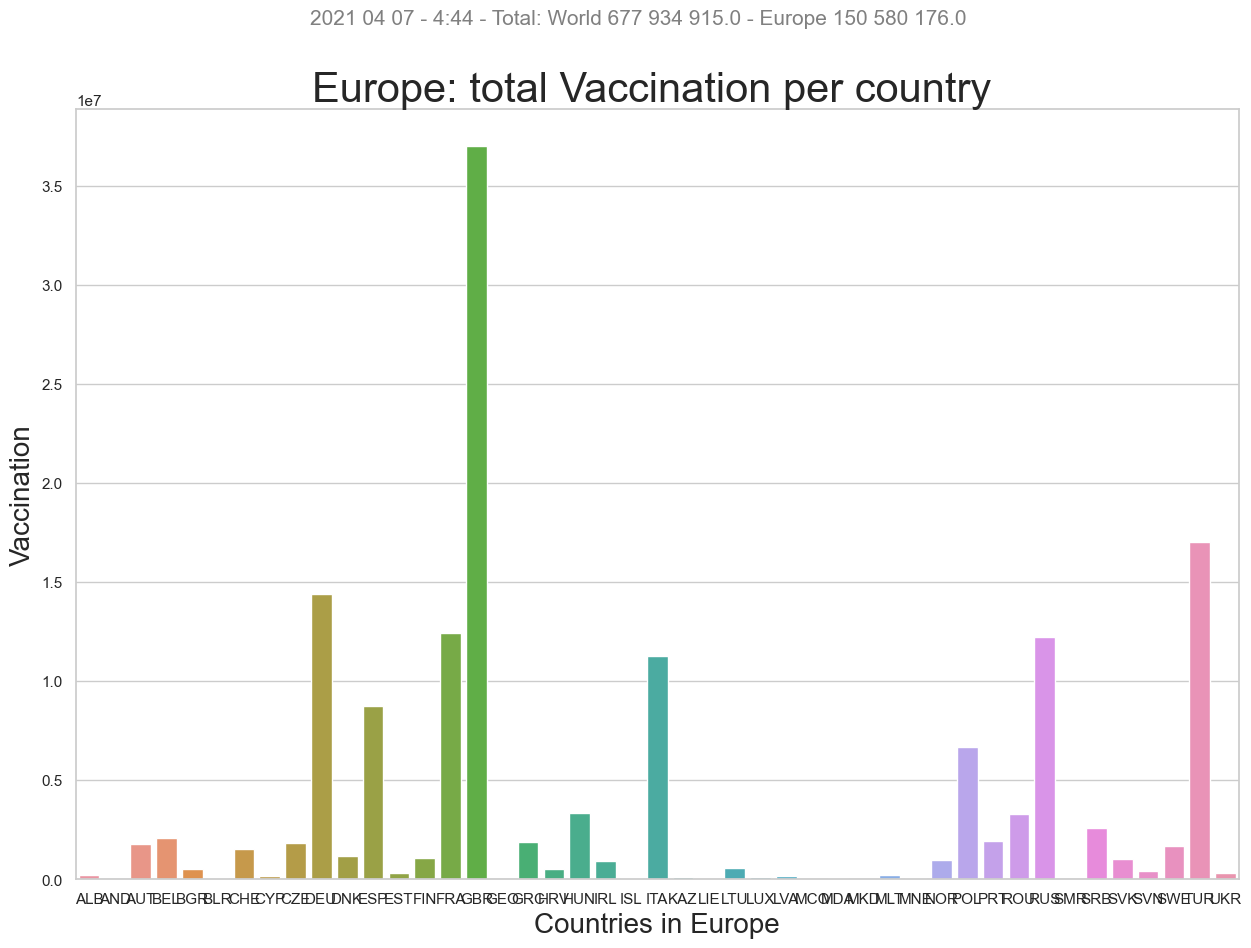 2021 04 07 - 4:44 - Total: World 677 934 915.0 - Europe 150 580 176.0
Europe: total Vaccination per country
1e7
3.5
3.0
2.5
2.0
1.5
1.0
0.5
0.0
Vaccination
ALB AND AUT BEL BGR BLR CHE CYP CZE DEU DNK ESP EST FIN FRA GBR GEO GRC HRV HUN IRL ISL ITA KAZ LIE LTU LUX LVA MCO MDA MKD MLT MNE NOR POL PRT ROU RUS SMR SRB SVK SVN SWE TUR UKR
Countries in Europe